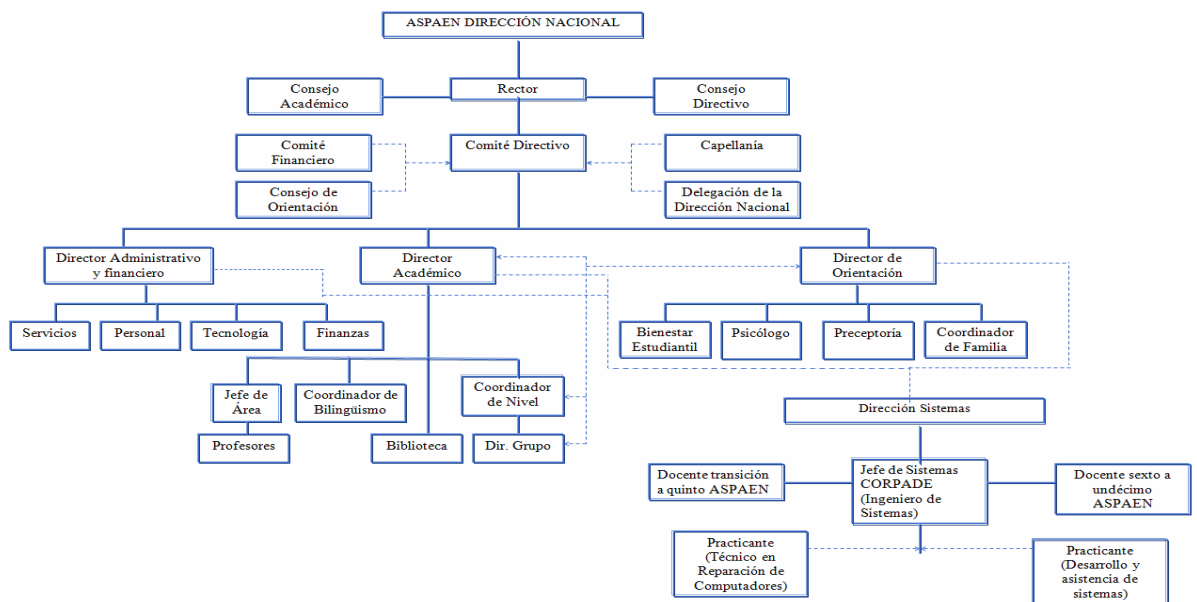 ASPAEN DIRECCIÓN NACIONAL
Consejo
Académico
Rector
Consejo
Directivo
Comité
Financiero
Comité Directivo
Capellanía
Consejo de
Orientación
Delegación de la
Dirección Nacional
Director Administrativo
y financiero
Director
Académico
Director de
Orientación
Servicios
Personal
Tecnología
Finanzas
Bienestar
Estudiantil
Psicólogo
Preceptoría
Coordinador
de Familia
Jefe de
Área
Coordinador de
Bilingüismo
Coordinador
de Nivel
Profesores
Biblioteca
Dir. Grupo
Dirección Sistemas
Docente transición
a quinto ASPAEN
Jefe de Sistemas
CORPADE
(Ingeniero de
Sistemas)
Docente sexto a
undécimo
ASPAEN
Practicante
(Técnico en
Reparación de
Computadores)
Practicante
(Desarrollo y
asistencia de
sistemas)